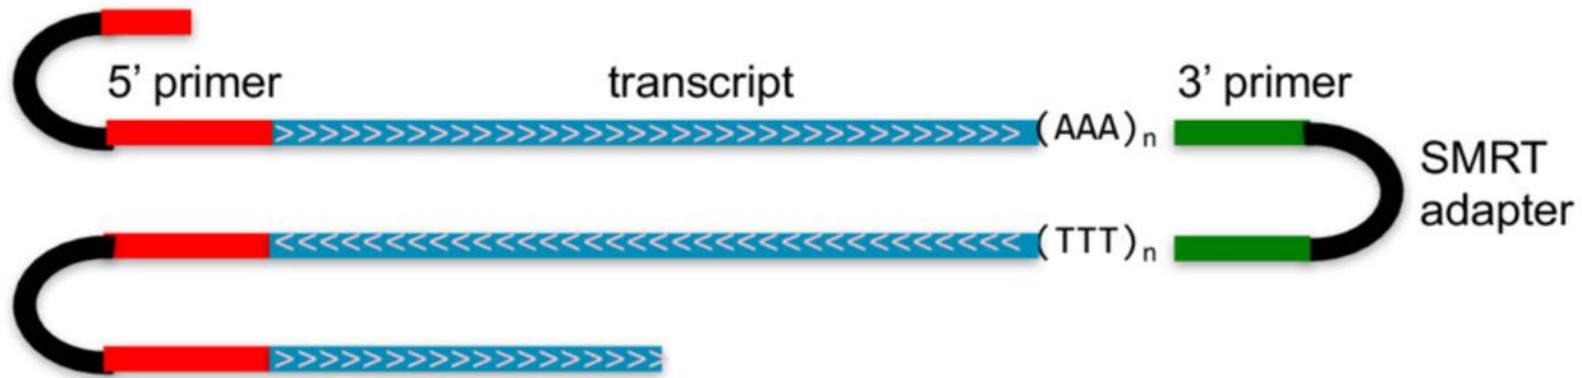 5’ primer
transcript
3’ primer
(AAA)n
SMRT
adapter
(TTT)n